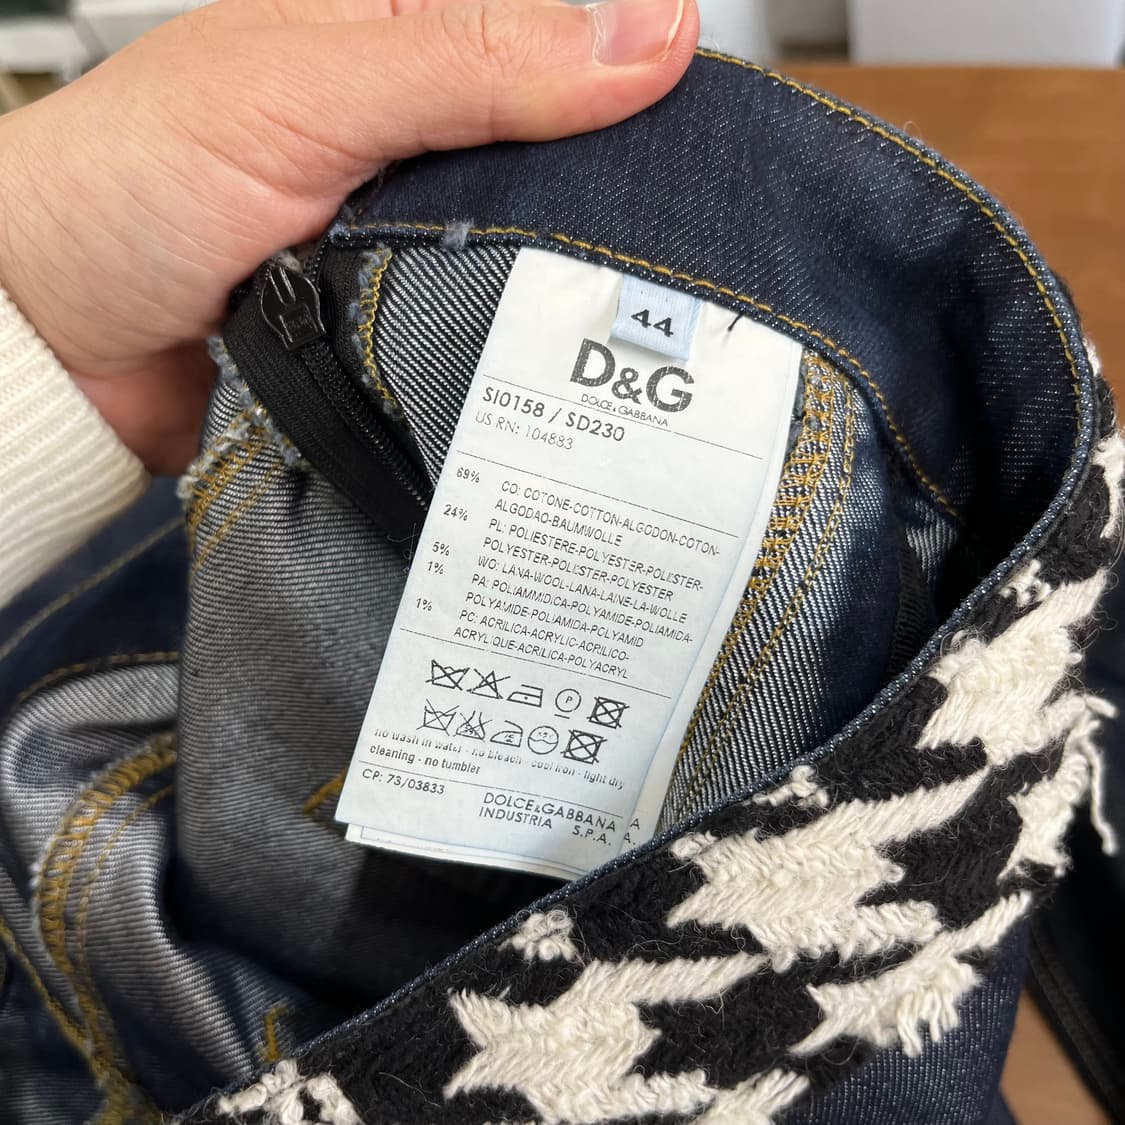 44
D&G
DOLCE & GABBANA
SI0158 / SD230
US RN: 104883
69% CO: COTONE-COTTON-ALGODON-COTON-
ALGODAO-BAUMWOLLE
24% PL: POLIESTERE-POLYESTER-POLIESTER-
POLYESTER-POLIESTER-POLYESTER
5% WO: LANA-WOOL-LANA-LAINE-LA-WOLLE
1% PA: POLIAMMIDICA-POLYAMIDE-POLIAMIDA-
POLYAMIDE-POLIAMIDA-POLYAMID
1% PC: ACRILICA-ACRYLIC-ACRILICO-
ACRYLIQUE-ACRILICA-POLYACRYL
P
no wash in water - no bleach - cool iron - light dry
cleaning - no tumbler
CP: 73/03833
DOLCE & GABBANA
INDUSTRIA S.P.A.
A
A.